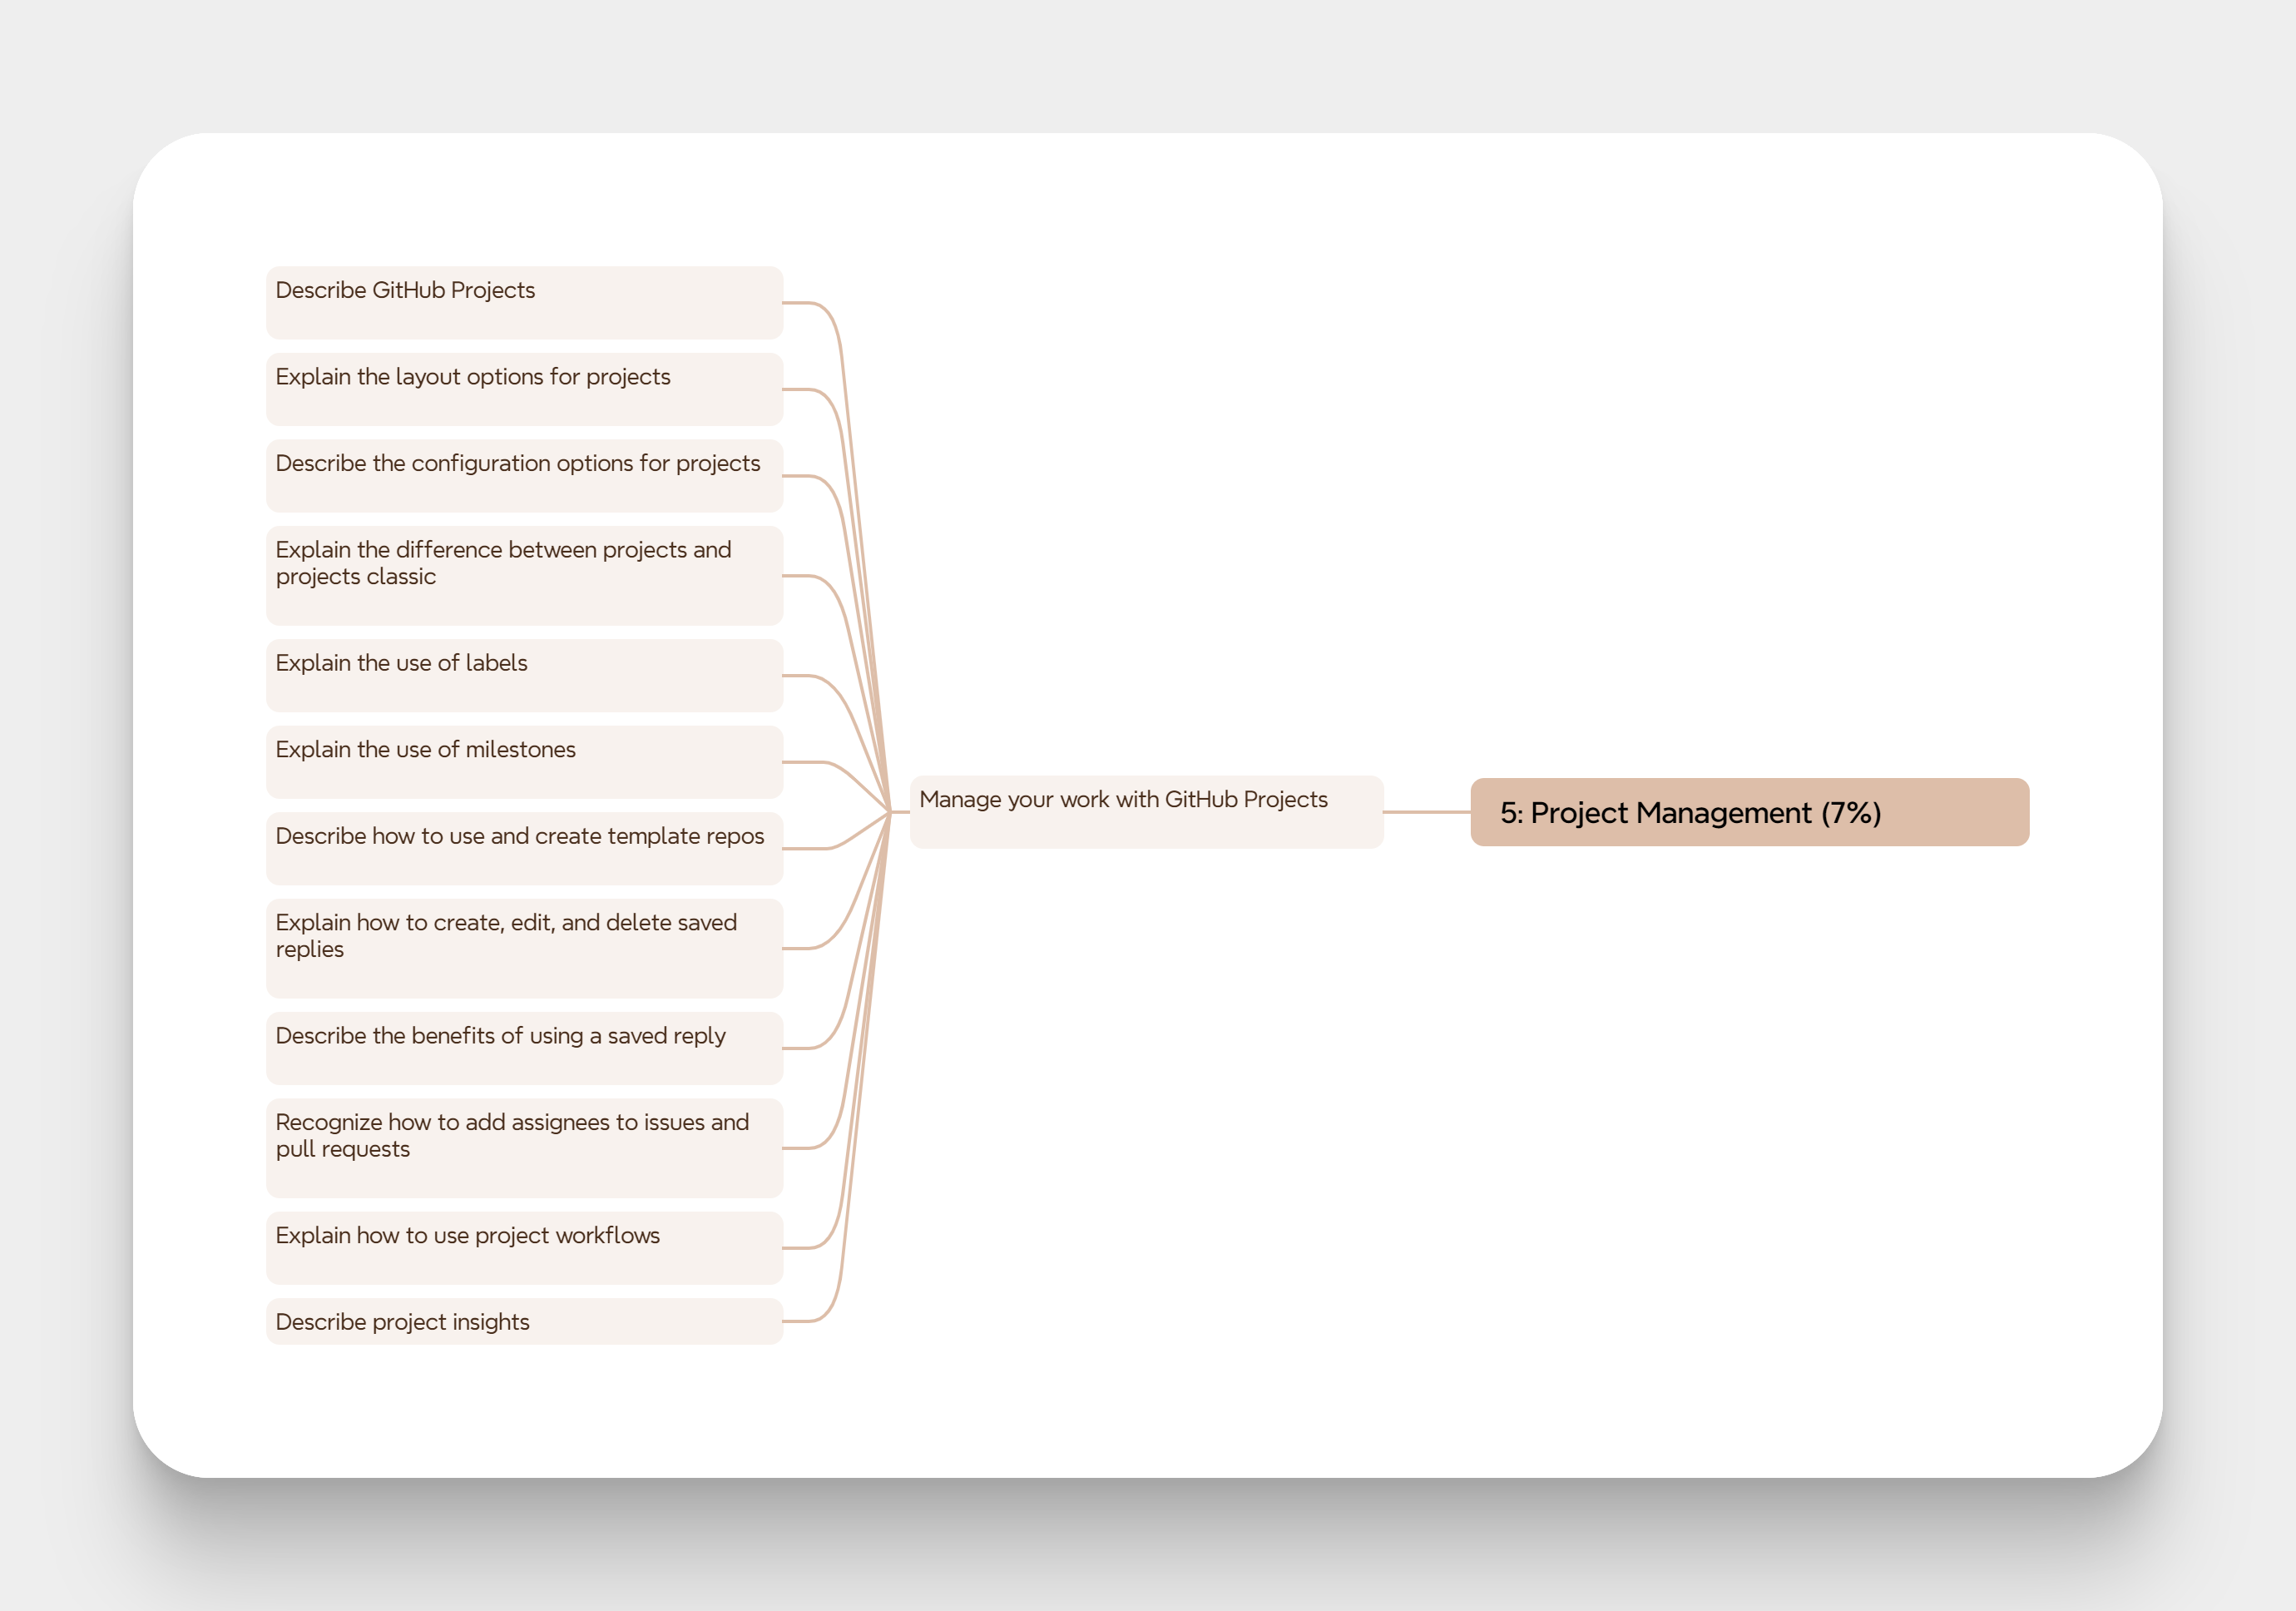 Describe GitHub Projects
Explain the layout options for projects
Describe the configuration options for projects
Explain the difference between projects and
projects classic
Explain the use of labels
Explain the use of milestones
Describe how to use and create template repos
Explain how to create, edit, and delete saved
replies
Describe the benefits of using a saved reply
Recognize how to add assignees to issues and
pull requests
Explain how to use project workflows
Describe project insights
Manage your work with GitHub Projects
5: Project Management (7%)